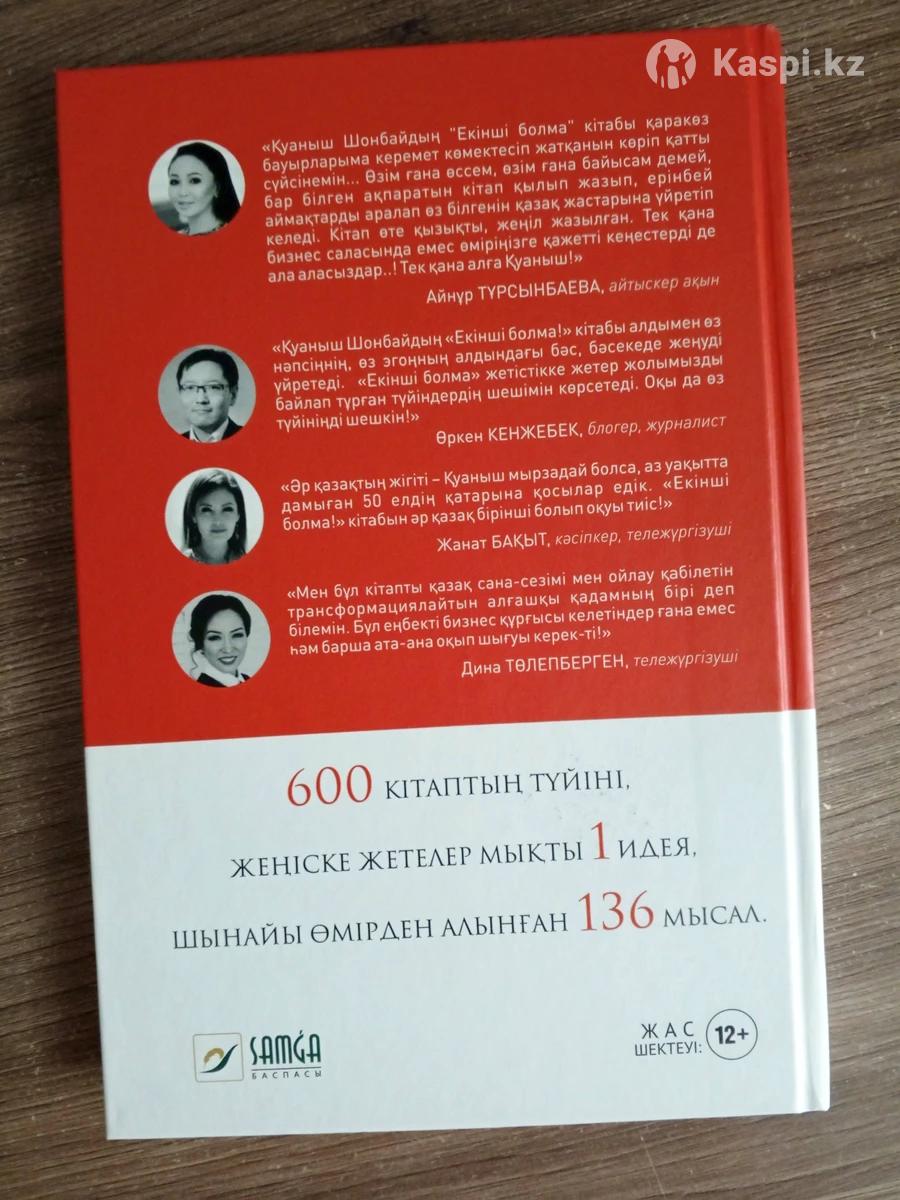 Kaspi.kz
«Қуаныш Шонбайдың "Екінші болма" кітабы қаракөз
бауырларыма керемет көмектесіп жатқанын көріп қатты
сүйсінемін... Өзім ғана өссем, өзім ғана байысам демей,
бар білген ақпаратын кітап қылып жазып, ерінбей
аймақтарды аралап өз білгенін қазақ жастарына үйретіп
келеді. Кітап өте қызықты, жеңіл жазылған. Тек қана
бизнес саласында емес өміріңізге қажетті кеңестерді де
ала аласыздар..! Тек қана алға Қуаныш!»
Айнұр ТҰРСЫНБАЕВА, айтыскер ақын
«Қуаныш Шонбайдың «Екінші болма!» кітабы алдымен өз
нәпсіңнің, өз эгоңның алдындағы бәс, бәсекеде жеңуді
үйретеді. «Екінші болма» жетістікке жетер жолымызды
байлап тұрған түйіндердің шешімін көрсетеді. Оқы да өз
түйініңді шешкін!»
Өркен КЕНЖЕБЕК, блогер, журналист
«Әр қазақтың жігіті – Қуаныш мырзадай болса, аз уақытта
дамыған 50 елдің қатарына қосылар едік. «Екінші
болма!» кітабын әр қазақ бірінші болып оқуы тиіс!»
Жанат БАҚЫТ, кәсіпкер, тележүргізуші
«Мен бұл кітапты қазақ сана-сезімі мен ойлау қабілетін
трансформациялайтын алғашқы қадамның бірі деп
білемін. Бұл еңбекті бизнес құрғысы келетіндер ғана емес
һәм барша ата-ана оқып шығуы керек-ті!»
Дина ТӨЛЕПБЕРГЕН, тележүргізуші
600 КІТАПТЫҢ ТҮЙІНІ,
ЖЕҢІСКЕ ЖЕТЕЛЕР МЫҚТЫ 1 ИДЕЯ,
ШЫНАЙЫ ӨМІРДЕН АЛЫНҒАН 136 МЫСАЛ.
SAMǴA
БАСПАСЫ
ЖАС
ШЕКТЕУІ:
12+